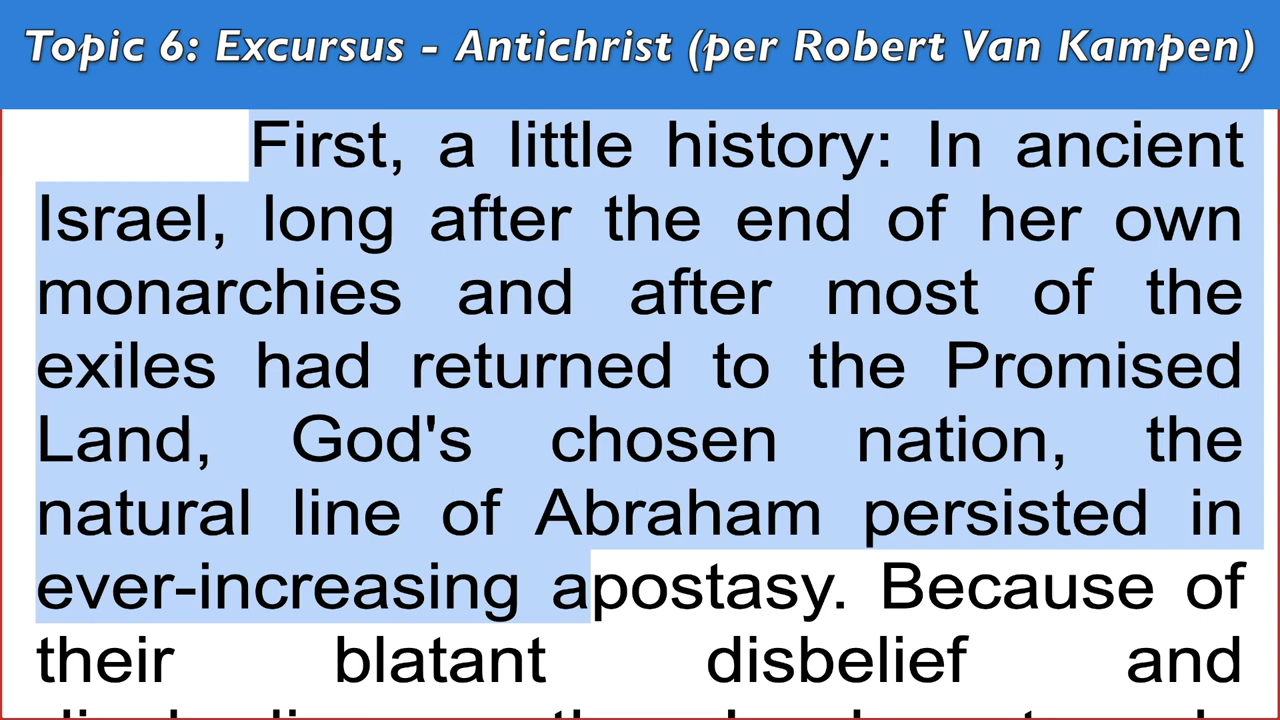 Topic 6: Excursus - Antichrist (per Robert Van Kampen)
First, a little history: In ancient
Israel, long after the end of her own
monarchies and after most of the
exiles had returned to the Promised
Land, God's chosen nation, the
natural line of Abraham persisted in
ever-increasing apostasy. Because of
their blatant disbelief and